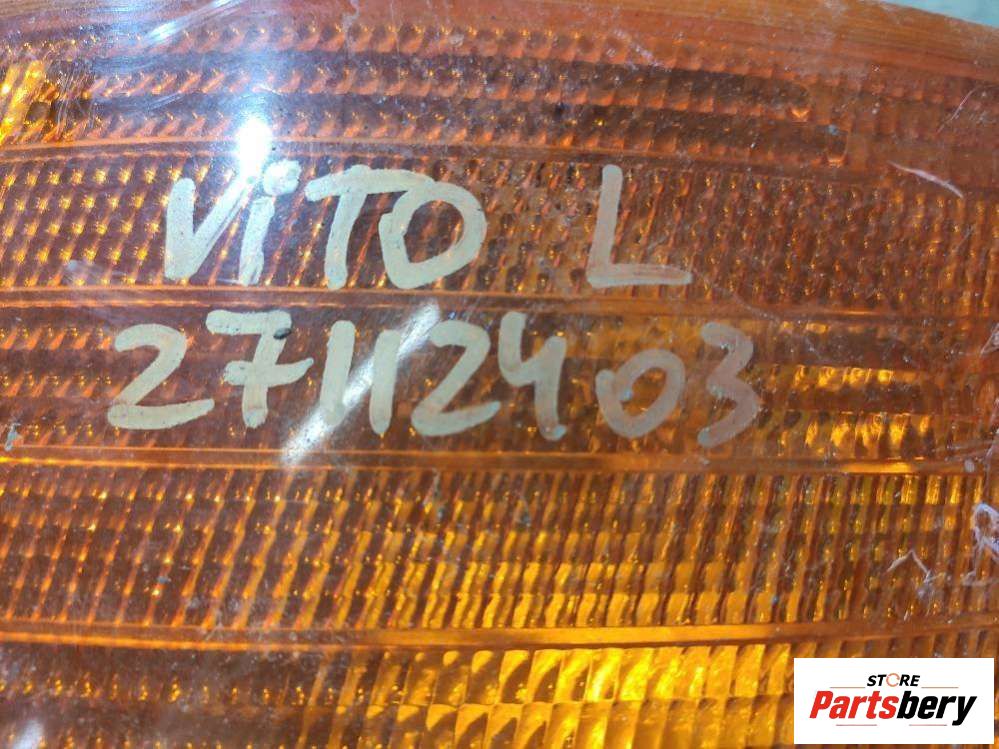 ViTO L
27112403
STORE
Partsbery